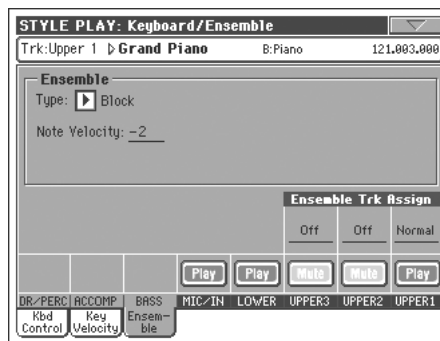 STYLE PLAY: Keyboard/Ensemble
Trk:Upper 1 Grand Piano B:Piano 121.003.000
Ensemble
Type: Block
Note Velocity: -2
Ensemble Trk Assign
Off Off Normal
Play Play Mute Mute Play
DR/PERC ACCOMP BASS MIC/IN LOWER UPPER3 UPPER2 UPPER1
Kbd Key Ensem-
Control Velocity ble